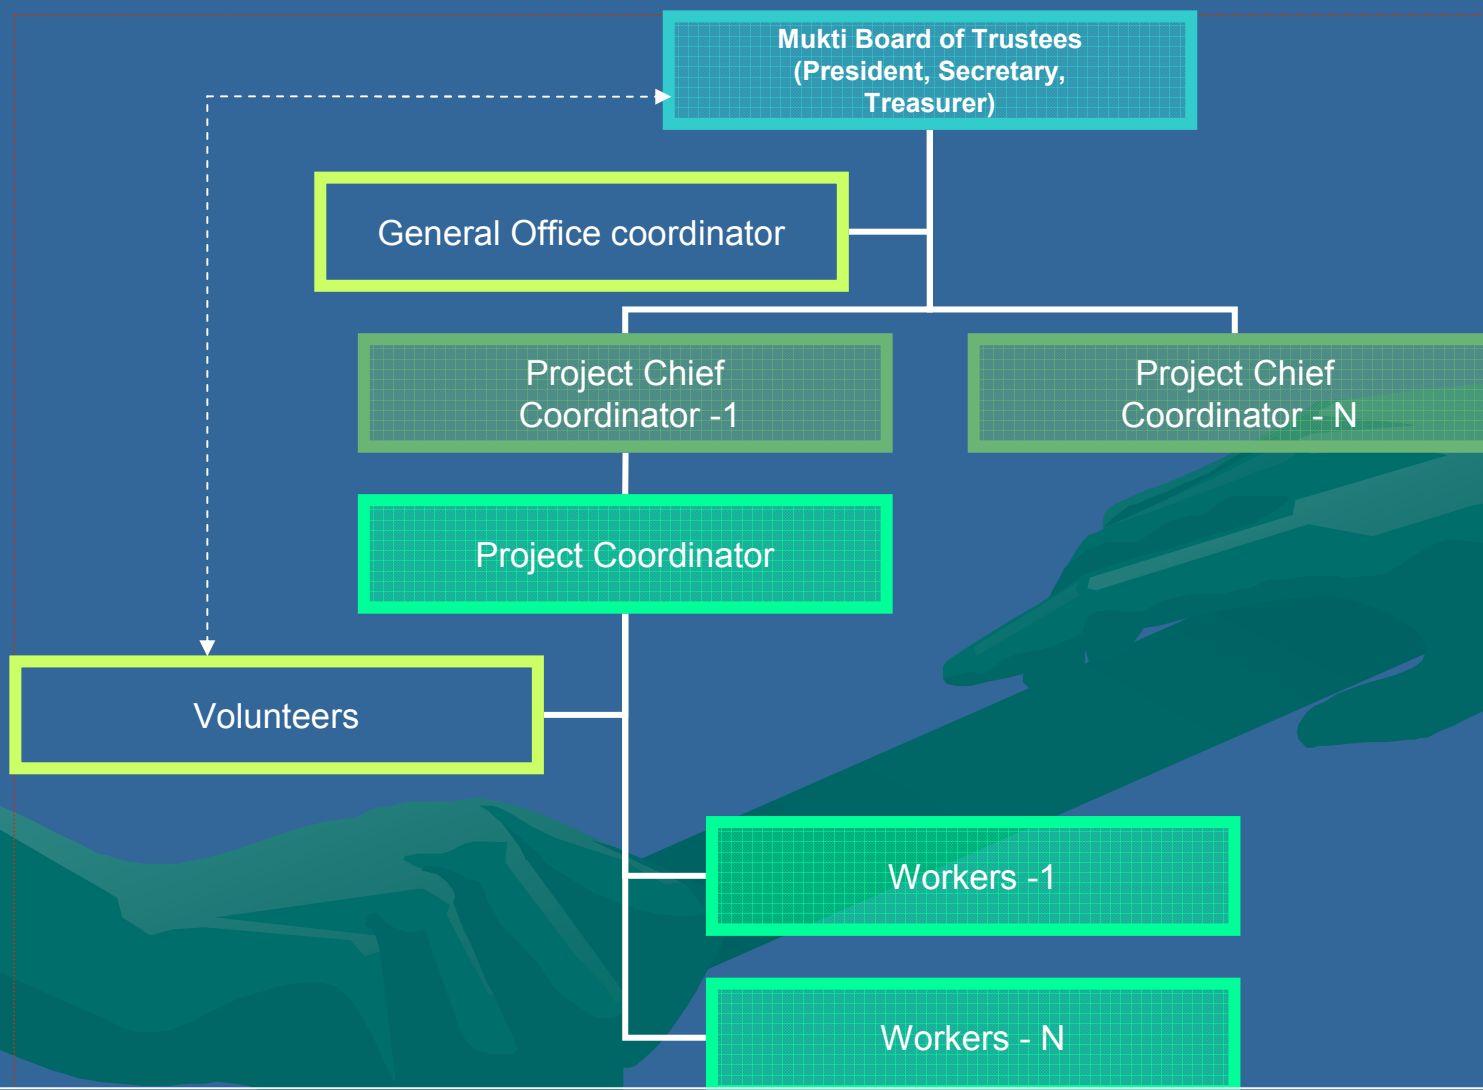 Mukti Board of Trustees
(President, Secretary,
Treasurer)
General Office coordinator
Project Chief
Coordinator -1
Project Chief
Coordinator - N
Project Coordinator
Volunteers
Workers -1
Workers - N